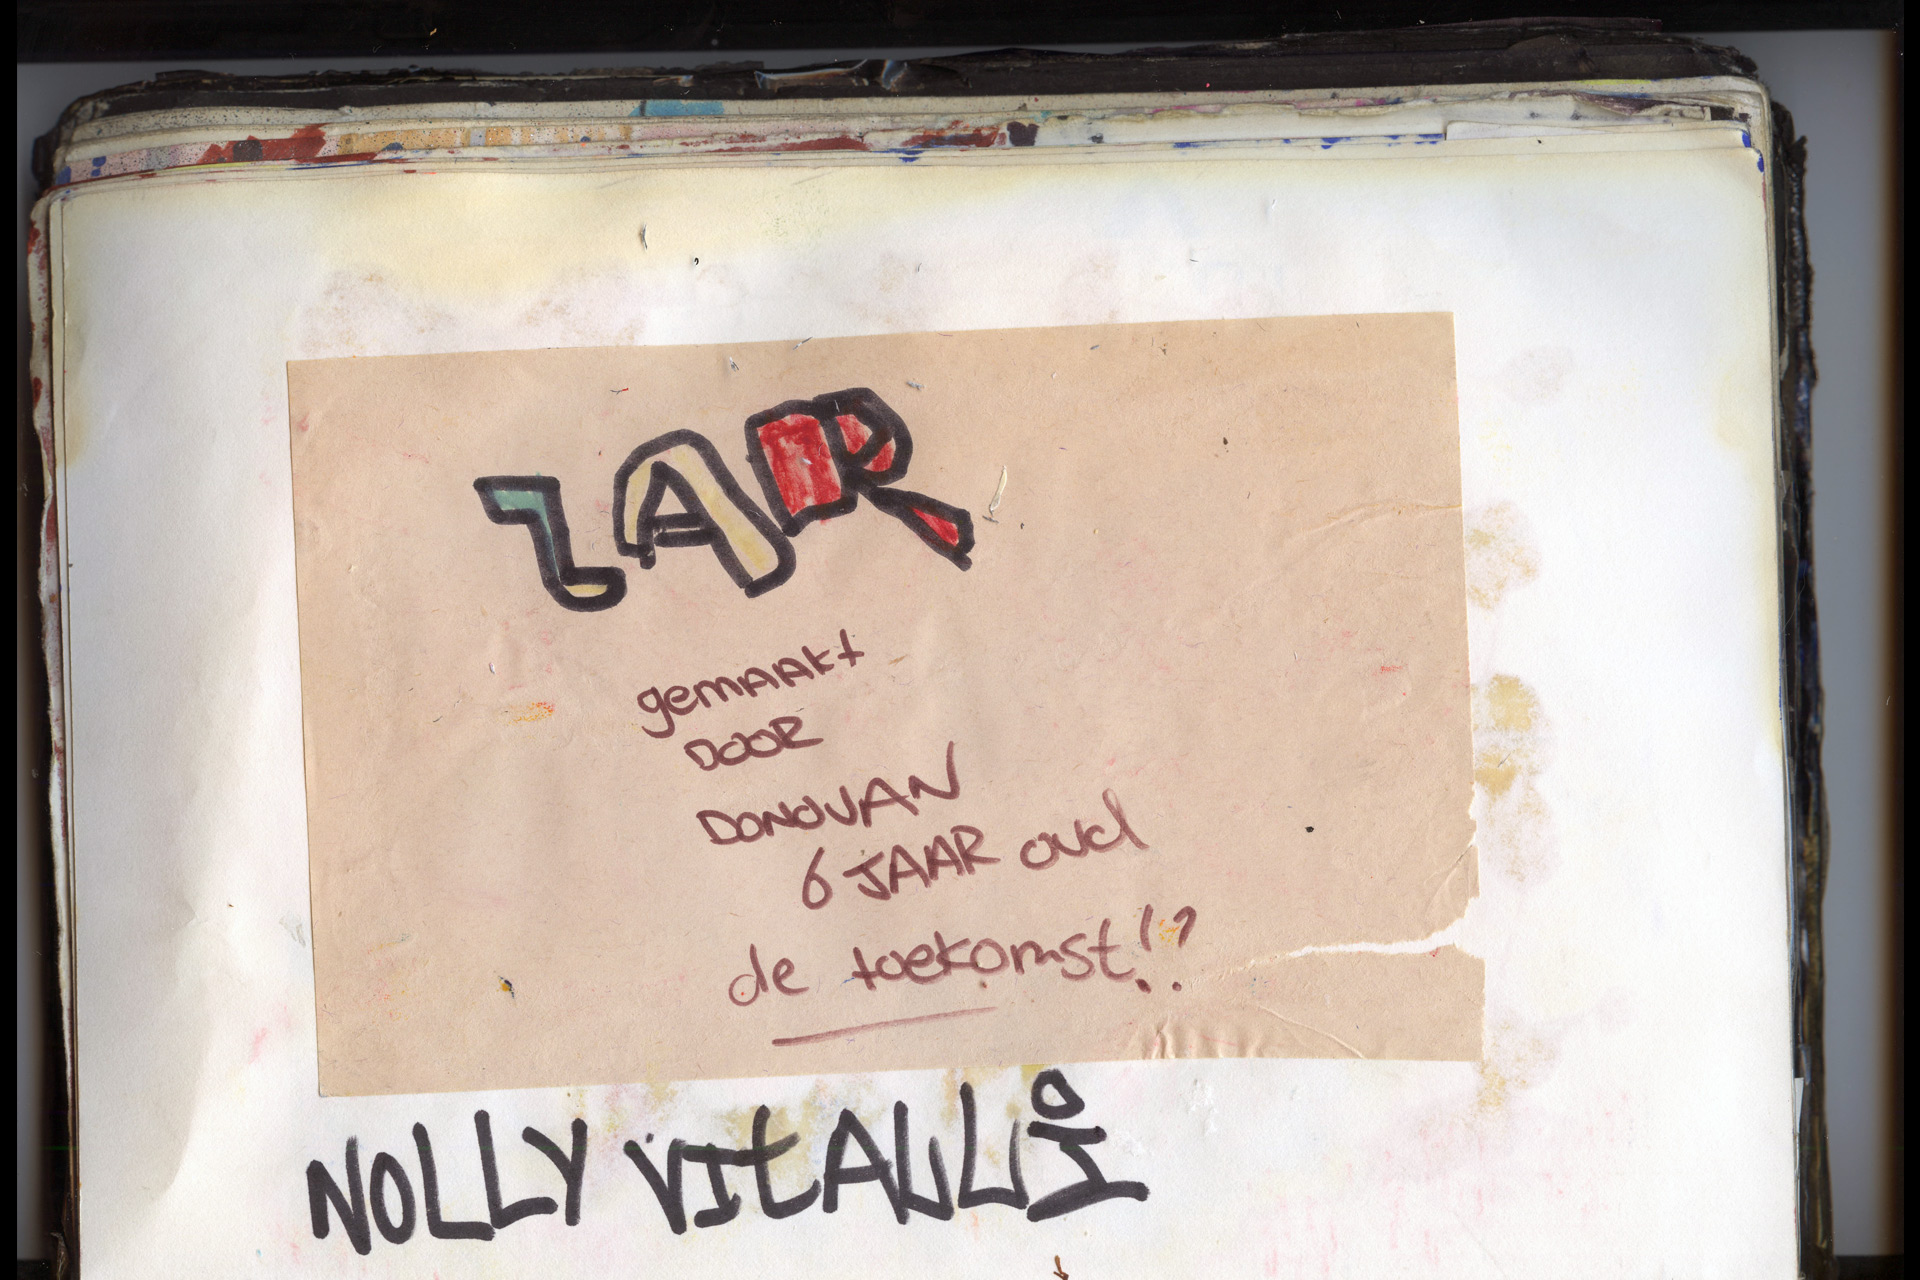 ZAR
gemAAkt
DOOR
DONOVAN
6 JAAR oud
de toekomst!?
NOLLY VITALLI